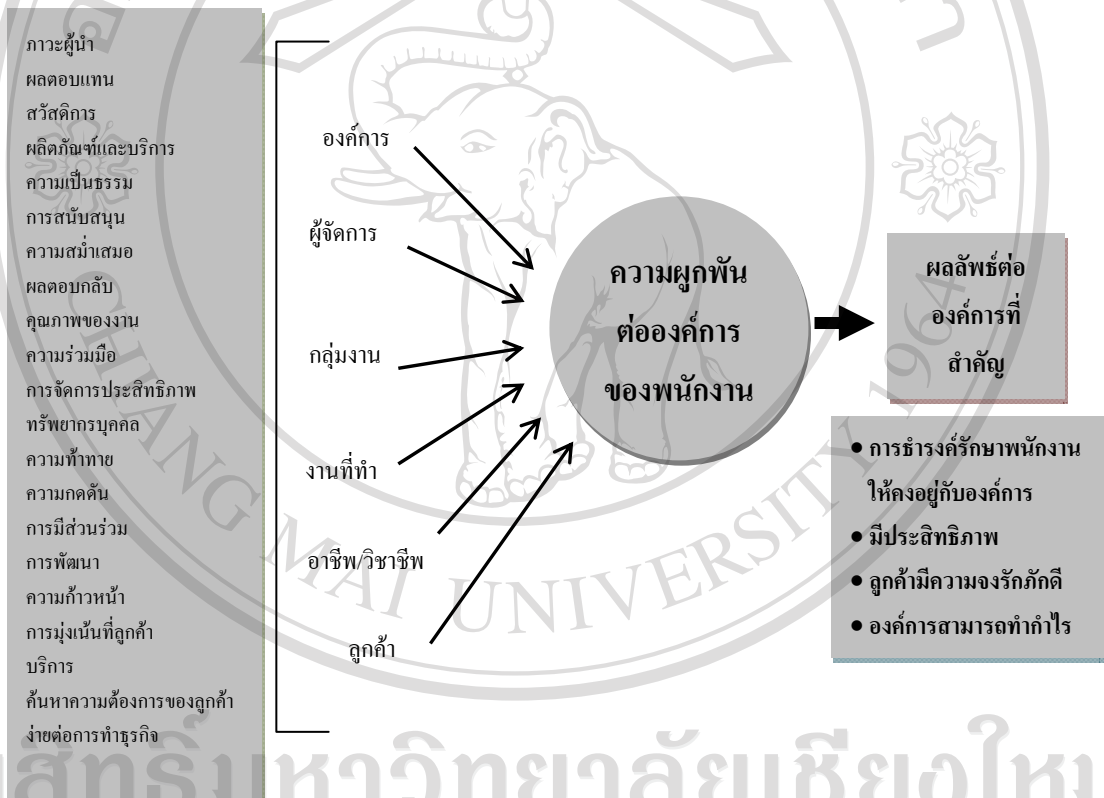 ภาวะผู้นำ
ผลตอบแทน
สวัสดิการ
ผลิตภัณฑ์และบริการ
ความเป็นธรรม
การสนับสนุน
ความสม่ำเสมอ
ผลตอบกลับ
คุณภาพของงาน
ความร่วมมือ
การจัดการประสิทธิภาพ
ทรัพยากรบุคคล
ความท้าทาย
ความกดดัน
การมีส่วนร่วม
การพัฒนา
ความก้าวหน้า
การมุ่งเน้นที่ลูกค้า
บริการ
ค้นหาความต้องการของลูกค้า
ง่ายต่อการทำธุรกิจ
องค์การ
ผู้จัดการ
กลุ่มงาน
งานที่ทำ
อาชีพ/วิชาชีพ
ลูกค้า
ความผูกพัน
ต่อองค์การ
ของพนักงาน
ผลลัพธ์ต่อ
องค์การที่
สำคัญ
• การธำรงค์รักษาพนักงาน
ให้คงอยู่กับองค์การ
• มีประสิทธิภาพ
• ลูกค้ามีความจงรักภักดี
• องค์การสามารถทำกำไร
CHIANG MAI UNIVERSITY 1964
สิทธิ์มหาวิทยาลัยเชียงใหม